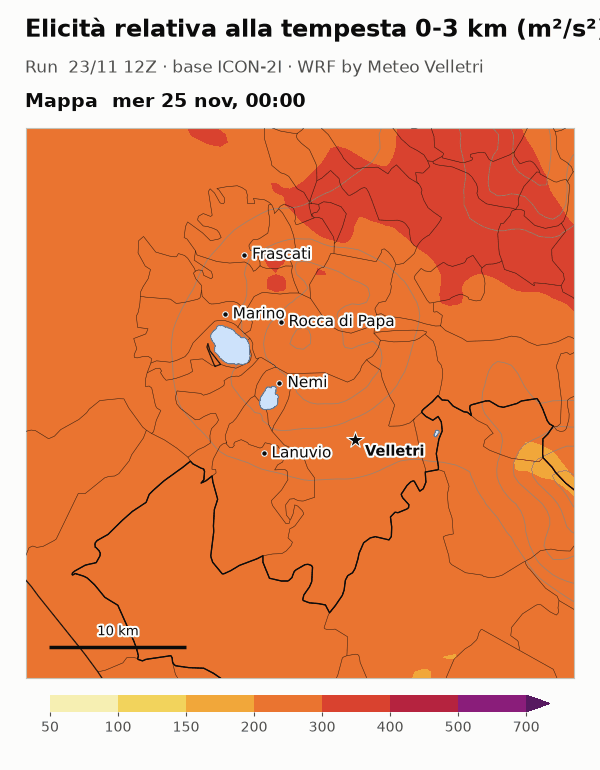 Elicità relativa alla tempesta 0-3 km (m²/s²)
Run  23/11 12Z · base ICON-2I · WRF by Meteo Velletri
Mappa  mer 25 nov, 00:00
Frascati
Marino
Rocca di Papa
Nemi
Lanuvio
Velletri
10 km
50 100 150 200 300 400 500 700